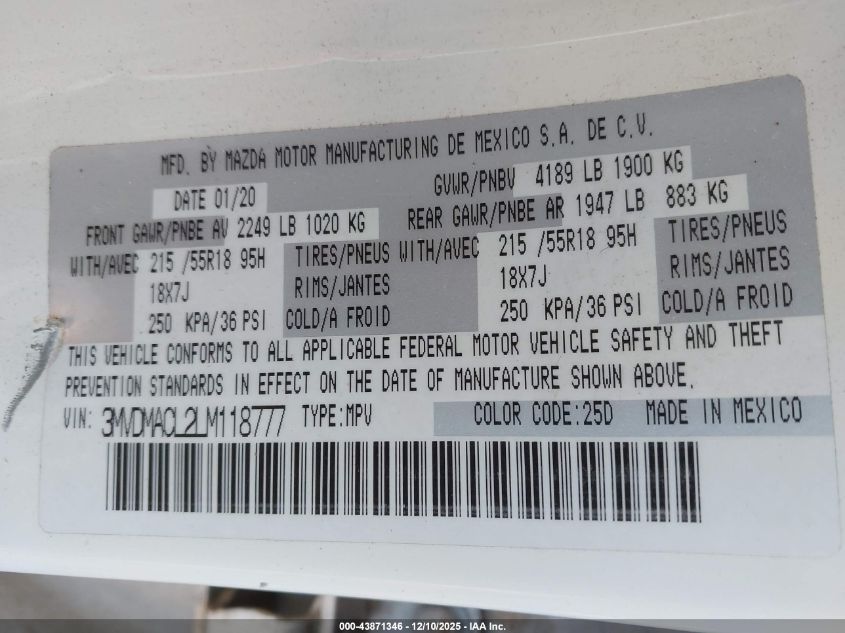 MFD. BY MAZDA MOTOR MANUFACTURING DE MEXICO S.A. DE C.V.
DATE 01/20 GVWR/PNBV 4189 LB 1900 KG
FRONT GAWR/PNBE AV 2249 LB 1020 KG REAR GAWR/PNBE AR 1947 LB 883 KG
WITH/AVEC 215 /55R18 95H TIRES/PNEUS WITH/AVEC 215 /55R18 95H TIRES/PNEUS
18X7J RIMS/JANTES 18X7J RIMS/JANTES
250 KPA/36 PSI COLD/A FROID 250 KPA/36 PSI COLD/A FROID
THIS VEHICLE CONFORMS TO ALL APPLICABLE FEDERAL MOTOR VEHICLE SAFETY AND THEFT
PREVENTION STANDARDS IN EFFECT ON THE DATE OF MANUFACTURE SHOWN ABOVE.
VIN: 3MVDMACL2LM118777 TYPE:MPV COLOR CODE:25D MADE IN MEXICO
000-43871346 - 12/10/2025 - IAA Inc.